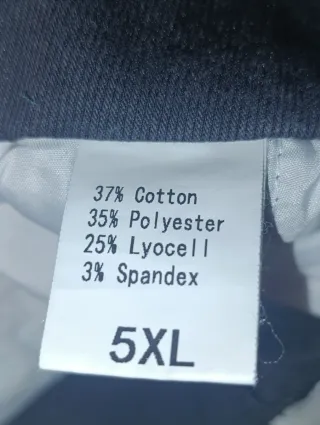 37% Cotton
35% Polyester
25% Lyocell
3% Spandex
5XL